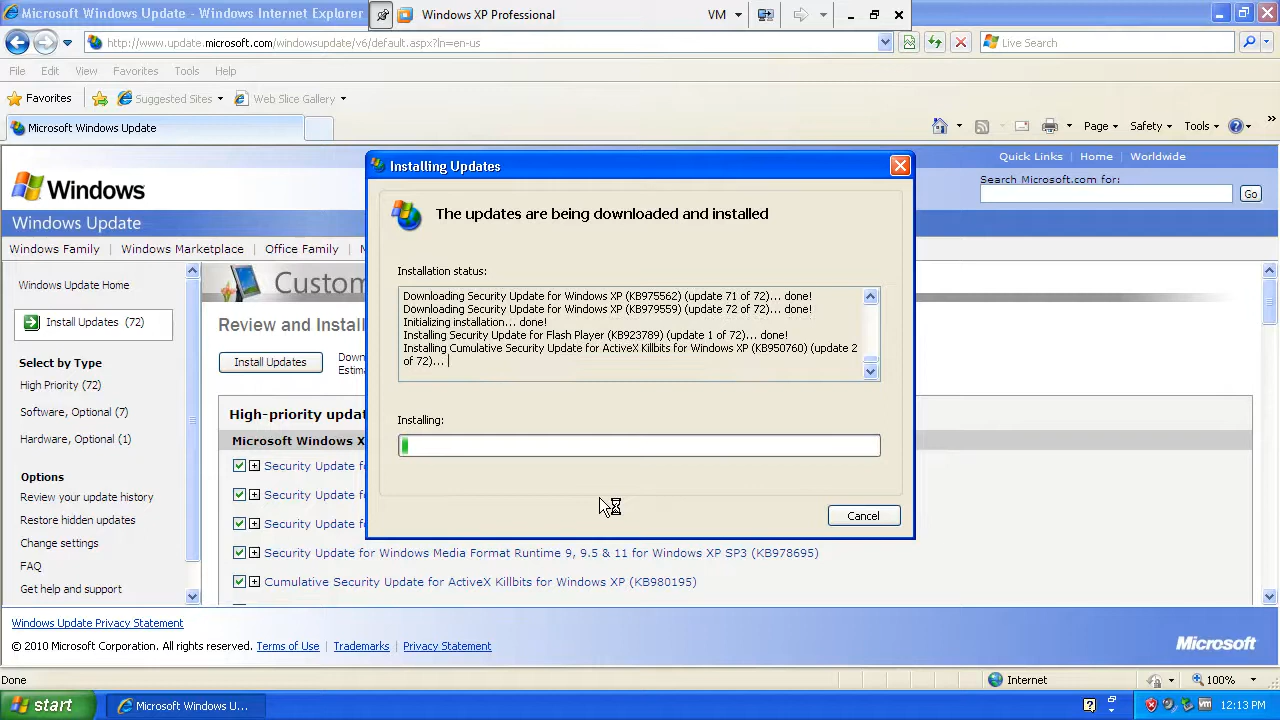 Microsoft Windows Update - Windows Internet Explorer
Windows XP Professional
VM
http://www.update.microsoft.com/windowsupdate/v6/default.aspx?ln=en-us
Live Search
File Edit View Favorites Tools Help
Favorites
Suggested Sites
Web Slice Gallery
Microsoft Windows Update
Page
Safety
Tools
Quick Links | Home | Worldwide
Windows
Search Microsoft.com for:
Go
Windows Update
Windows Family | Windows Marketplace | Office Family | M
Windows Update Home
Install Updates (72)
Select by Type
High Priority (72)
Software, Optional (7)
Hardware, Optional (1)
Options
Review your update history
Restore hidden updates
Change settings
FAQ
Get help and support
Custom
Review and Instal
Install Updates
Down
Estima
High-priority updat
Microsoft Windows X
Security Update fo
Security Update fo
Security Update fo
Security Update for Windows Media Format Runtime 9, 9.5 & 11 for Windows XP SP3 (KB978695)
Cumulative Security Update for ActiveX Killbits for Windows XP (KB980195)
Installing Updates
The updates are being downloaded and installed
Installation status:
Downloading Security Update for Windows XP (KB975562) (update 71 of 72)... done!
Downloading Security Update for Windows XP (KB979559) (update 72 of 72)... done!
Initializing installation... done!
Installing Security Update for Flash Player (KB923789) (update 1 of 72)... done!
Installing Cumulative Security Update for ActiveX Killbits for Windows XP (KB950760) (update 2
of 72)...
Installing:
Cancel
Windows Update Privacy Statement
© 2010 Microsoft Corporation. All rights reserved. Terms of Use | Trademarks | Privacy Statement
Microsoft
Done
Internet
100%
start
Microsoft Windows U...
12:13 PM